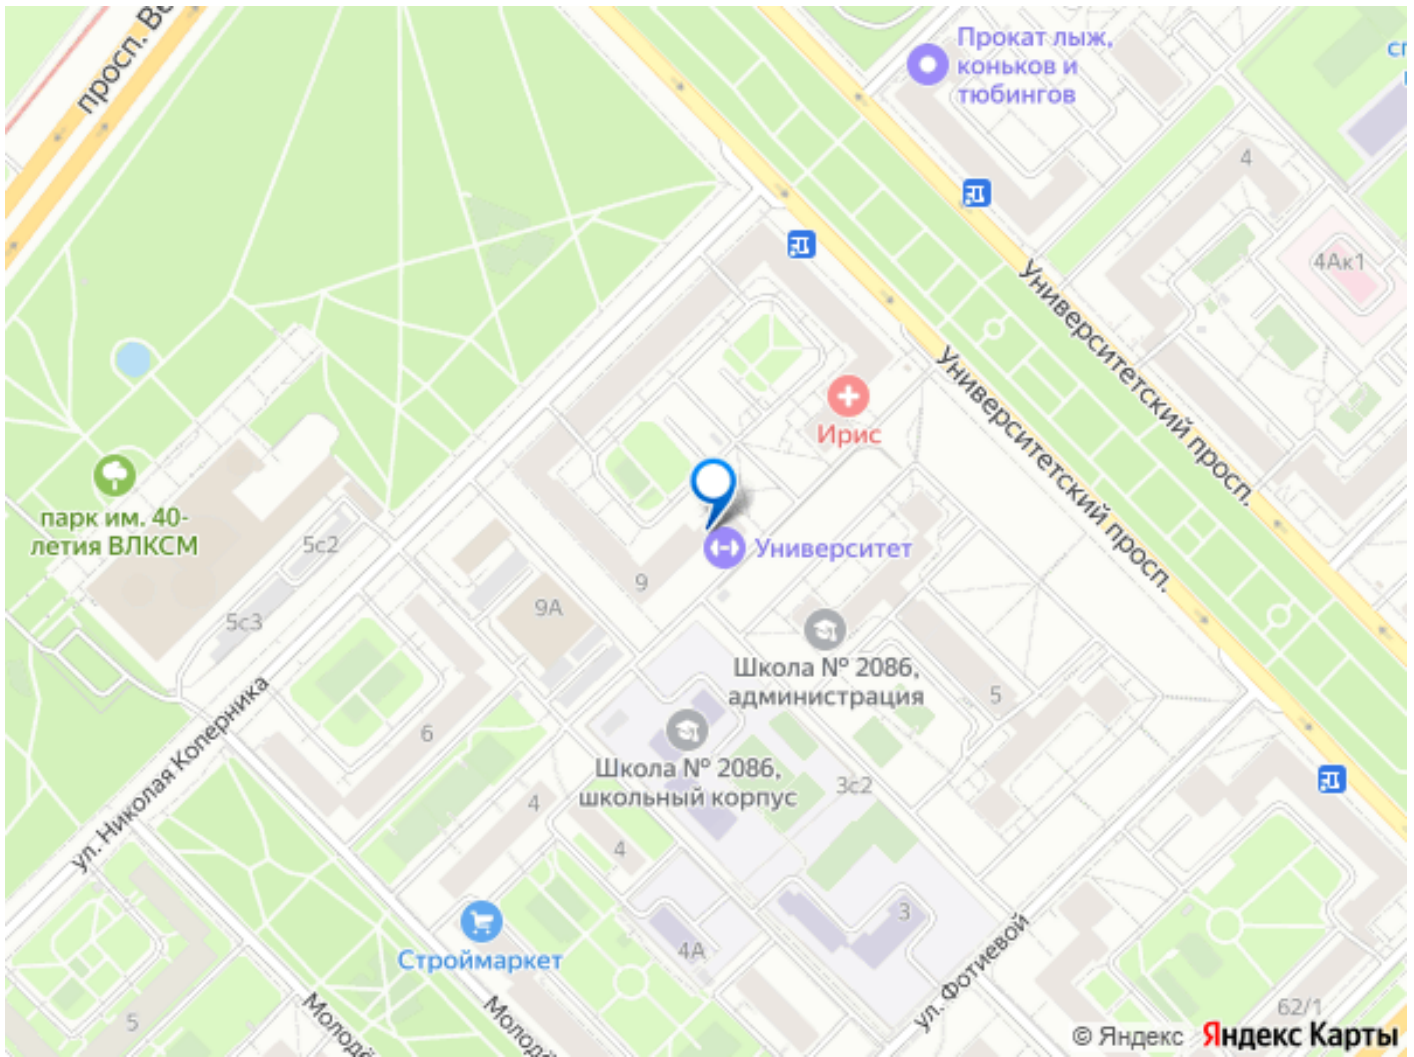 просп. Ве
Прокат лыж,
коньков и
тюбингов
4
4Ак1
Университетский просп.
Университетский просп.
Ирис
парк им. 40-
летия ВЛКСМ
5с2
5с3
Университет
9
9А
Школа № 2086,
администрация
5
ул. Николая Коперника
6
Школа № 2086,
школьный корпус
3с2
4
4
3
4А
Строймаркет
ул. Фотиевой
5
Молодё
Молодё
62/1
© Яндекс Яндекс Карты